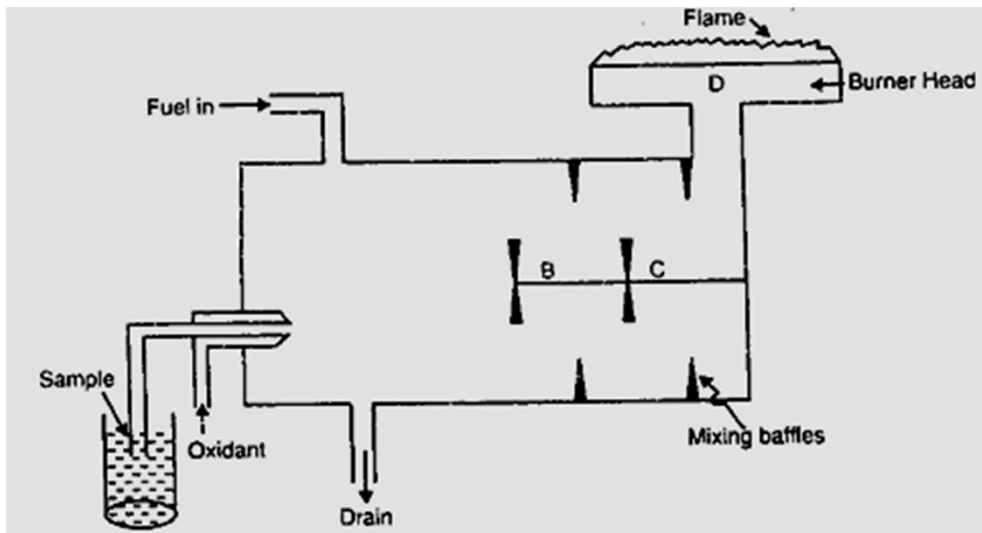 Flame
D
Burner Head
Fuel in
B
C
Sample
Oxidant
Mixing baffles
Drain